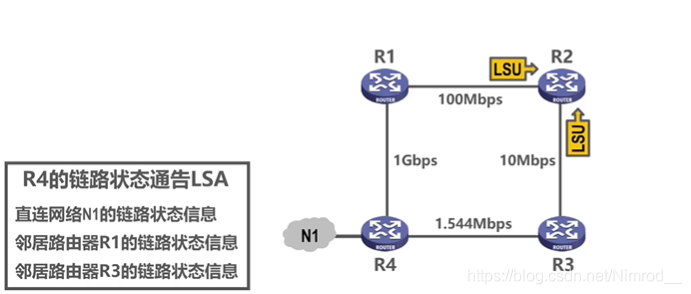 R1
R2
LSU
ROUTER
ROUTER
100Mbps
LSU
1Gbps
10Mbps
R4的链路状态通告LSA
直连网络N1的链路状态信息
邻居路由器R1的链路状态信息
邻居路由器R3的链路状态信息
N1
1.544Mbps
ROUTER
ROUTER
R4
R3
https://blog.csdn.net/Nimrod__